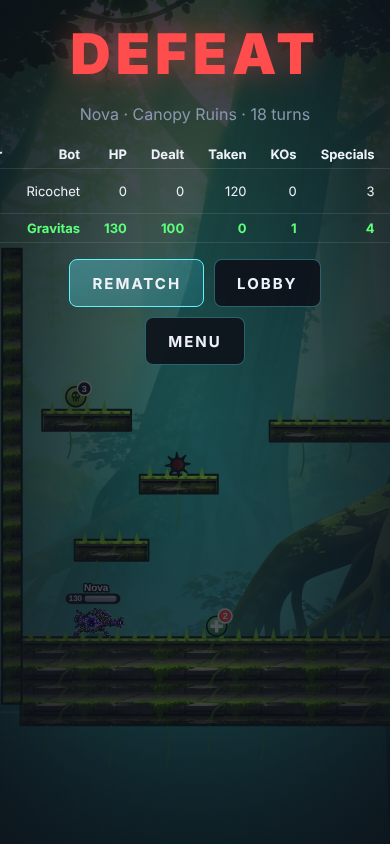 DEFEAT
Nova · Canopy Ruins · 18 turns
Bot HP Dealt Taken KOs Specials
Ricochet 0 0 120 0 3
Gravitas 130 100 0 1 4
REMATCH LOBBY
MENU
3
Nova
130
2